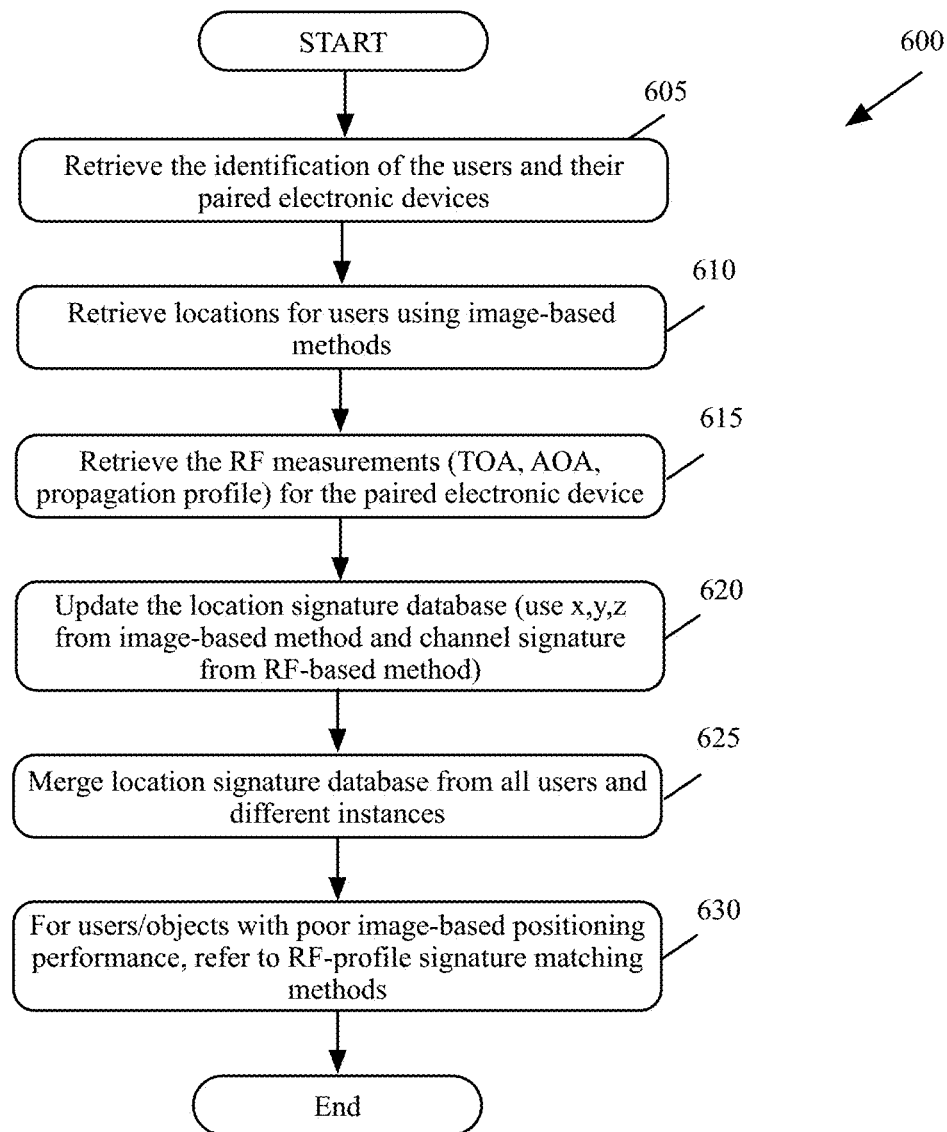 START
600
605
Retrieve the identification of the users and their
paired electronic devices
610
Retrieve locations for users using image-based
methods
615
Retrieve the RF measurements (TOA, AOA,
propagation profile) for the paired electronic device
620
Update the location signature database (use x,y,z
from image-based method and channel signature
from RF-based method)
625
Merge location signature database from all users and
different instances
630
For users/objects with poor image-based positioning
performance, refer to RF-profile signature matching
methods
End